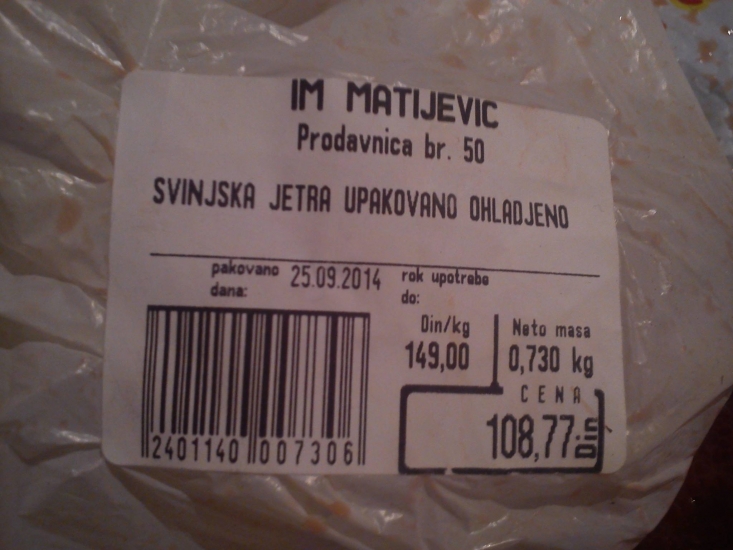 IM MATIJEVIC
Prodavnica br. 50
SVINJSKA JETRA UPAKOVANO OHLADJENO
pakovano dana: 25.09.2014 rok upotrebe do:
Din/kg Neto masa
149,00 0,730 kg
CENA
108,77 Din
2401140 007306